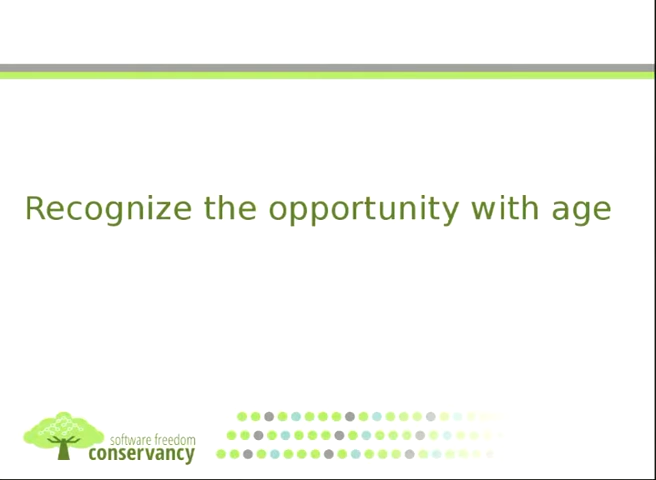 Recognize the opportunity with age
software freedom
conservancy